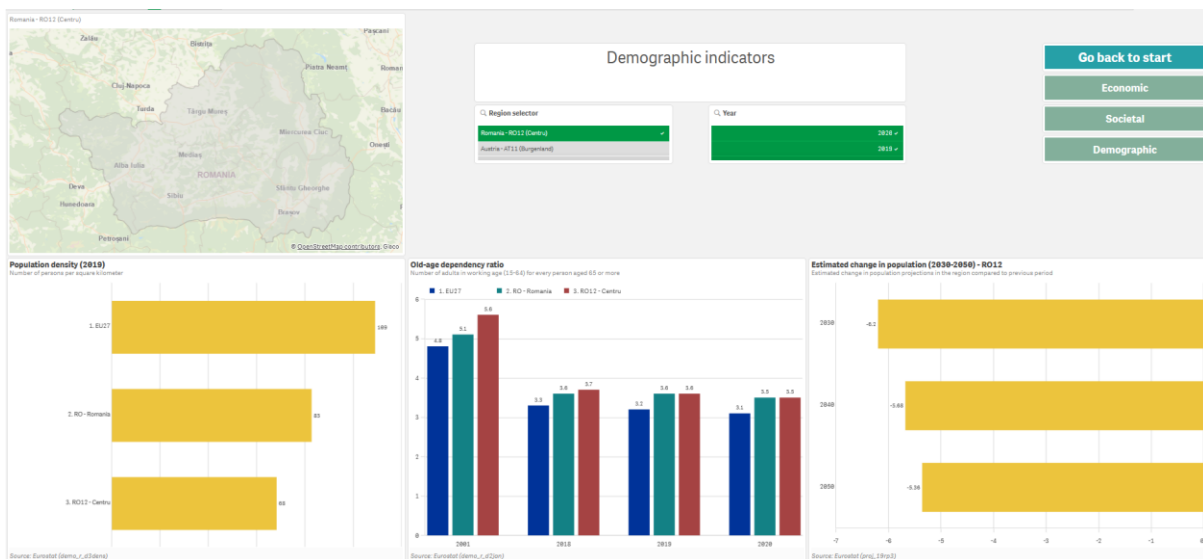 Romania - RO12 (Centru)
Zalău
Bistrița
Pașcani
Piatra Neamț
Roman
Cluj-Napoca
Turda
Târgu Mureș
Bacău
Miercurea Ciuc
Onești
Mediaș
Alba Iulia
ROMANIA
Deva
Sfântu Gheorghe
Sibiu
Hunedoara
Brașov
Petroșani
© OpenStreetMap contributors, Gisco
Demographic indicators
Region selector
Romania - RO12 (Centru)
Austria - AT11 (Burgenland)
Year
2020
2019
Go back to start
Economic
Societal
Demographic
Population density (2019)
Number of persons per square kilometer
1. EU27
109
2. RO - Romania
83
3. RO12 - Centru
Source: Eurostat (demo_r_d3dens)
Old-age dependency ratio
Number of adults in working age (15-64) for every person aged 65 or more
1. EU27 2. RO - Romania 3. RO12 - Centru
6
5
4
3
2
1
0
4.8 5.1 5.6
3.3 3.6 3.7
3.2 3.6 3.6
3.1 3.5 3.5
2001 2018 2019 2020
Source: Eurostat (demo_r_d2jan)
Estimated change in population (2030-2050) - RO12
Estimated change in population projections in the region compared to previous period
2030
-6.2
2040
2050
-7 -6 -5 -4 -3 -2 -1
Source: Eurostat (proj_19rp3)